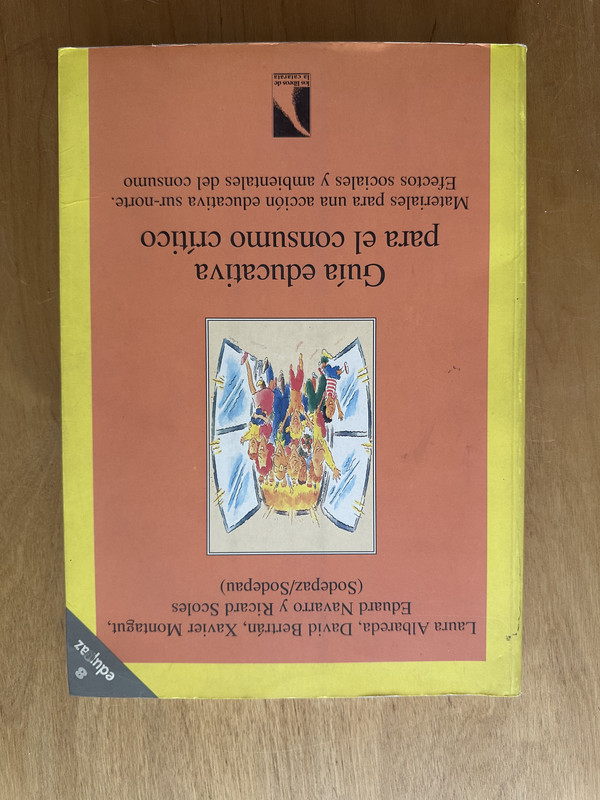 Laura Albareda, David Bertrán, Xavier Montagut,
Eduard Navarro y Ricard Scoles
(Sodepaz/Sodepau)
Guía educativa
para el consumo crítico
Materiales para una acción educativa sur-norte.
Efectos sociales y ambientales del consumo
los libros de
la catarata
edupaz
8